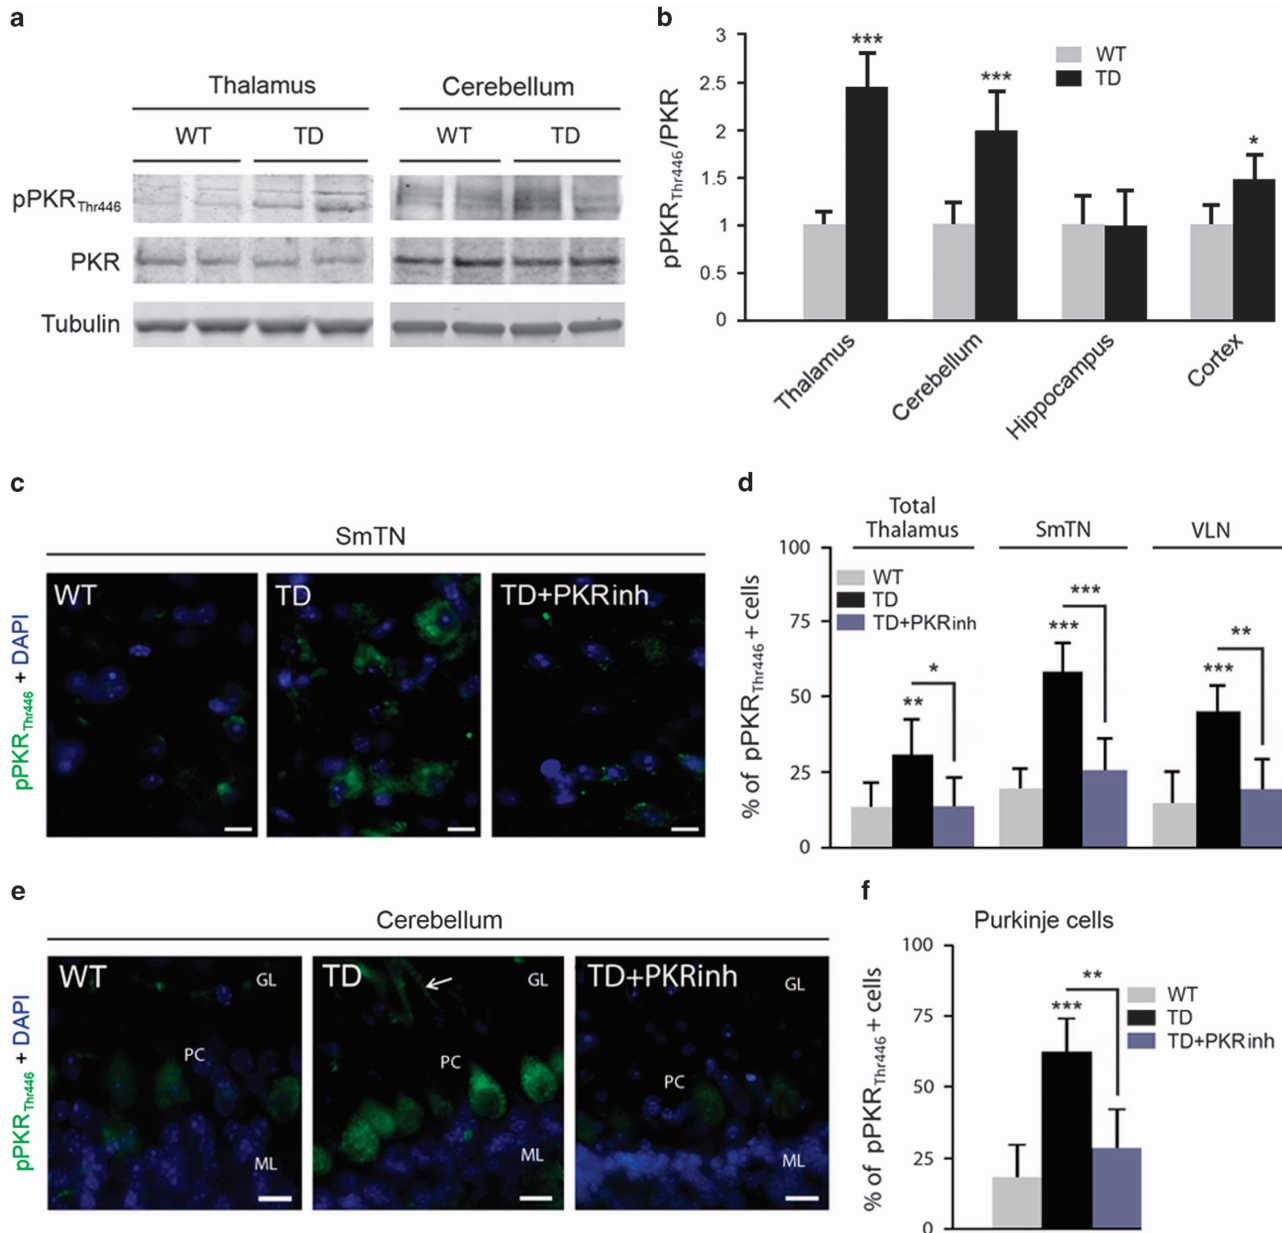 a
Thalamus
Cerebellum
WT
TD
WT
TD
pPKRThr446
PKR
Tubulin
b
pPKRThr446/PKR
3
2.5
2
1.5
1
0.5
0
***
***
*
WT
TD
Thalamus
Cerebellum
Hippocampus
Cortex
c
SmTN
pPKRThr446 + DAPI
WT
TD
TD+PKRinh
d
Total
Thalamus
SmTN
VLN
% of pPKRThr446+ cells
100
75
50
25
0
WT
TD
TD+PKRinh
**
*
***
***
***
**
e
Cerebellum
pPKRThr446 + DAPI
WT
GL
PC
ML
TD
GL
PC
ML
TD+PKRinh
GL
PC
ML
f
Purkinje cells
% of pPKRThr446+ cells
100
75
50
25
0
***
**
WT
TD
TD+PKRinh